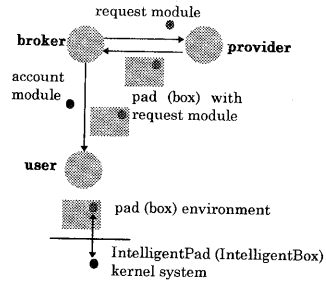 request module
broker
provider
account
module
pad (box) with
request module
user
pad (box) environment
IntelligentPad (IntelligentBox)
kernel system